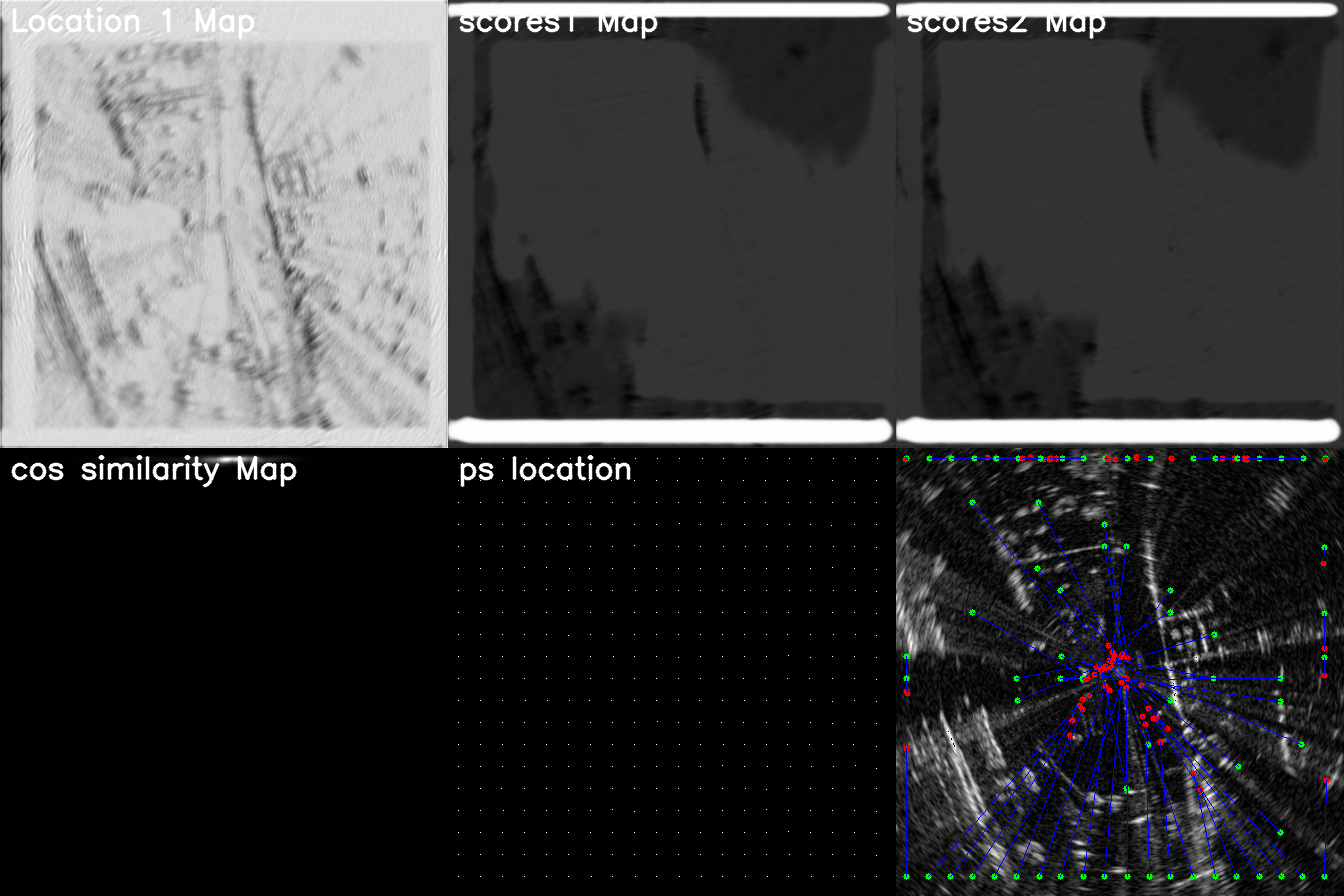 Location 1 Map
scores1 Map
scores2 Map
cos similarity Map
ps location